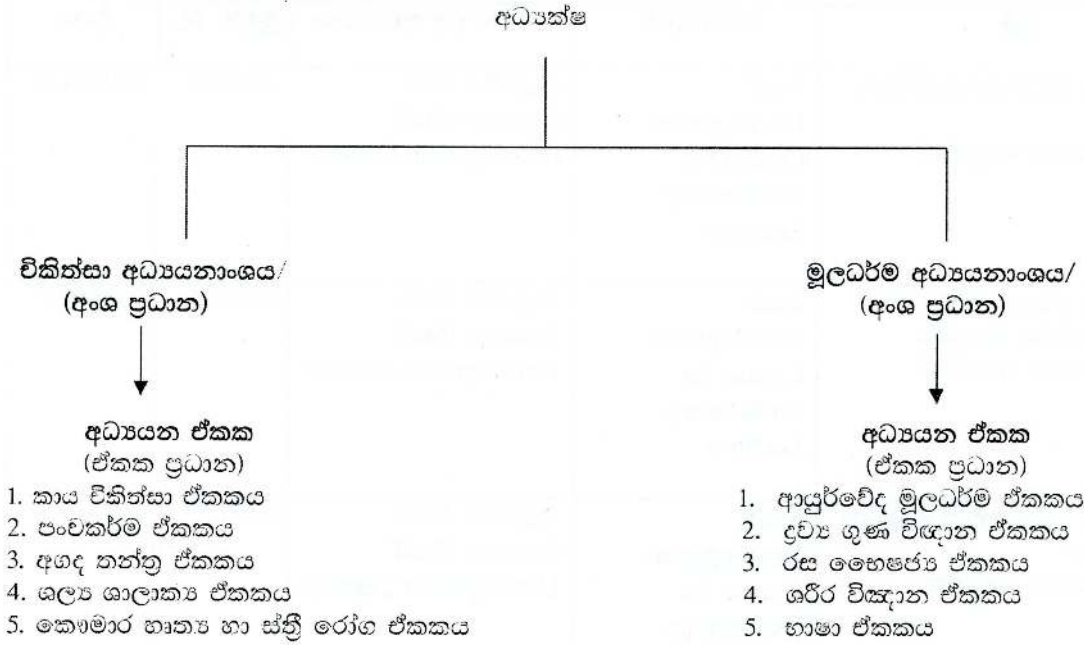 අධ්‍යක්ෂ
චිකිත්සා අධ්‍යයනාංශය/
(අංශ ප්‍රධාන)
අධ්‍යයන ඒකක
(ඒකක ප්‍රධාන)
1. කාය චිකිත්සා ඒකකය
2. පංචකර්ම ඒකකය
3. අගද තන්ත්‍ර ඒකකය
4. ශල්‍ය ශාලාක්‍ය ඒකකය
5. කෞමාර භෘත්‍ය හා ස්ත්‍රී රෝග ඒකකය
මූලධර්ම අධ්‍යයනාංශය/
(අංශ ප්‍රධාන)
අධ්‍යයන ඒකක
(ඒකක ප්‍රධාන)
1. ආයුර්වේද මූලධර්ම ඒකකය
2. ද්‍රව්‍ය ගුණ විඥාන ඒකකය
3. රස භෛෂජ්‍ය ඒකකය
4. ශරීර විඤාන ඒකකය
5. භාෂා ඒකකය